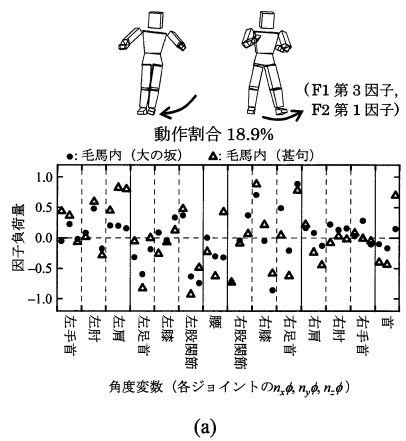 (F1 第3因子,
F2 第1因子)
動作割合 18.9%
●: 毛馬内（大の坂） △: 毛馬内（甚句）
因子負荷量
1.0
0.5
0.0
−0.5
−1.0
左手首
左肘
左肩
左足首
左膝
左股関節
腰
右股関節
右膝
右足首
右肩
右肘
右手首
首
角度変数（各ジョイントのnxφ, nyφ, nzφ）
(a)